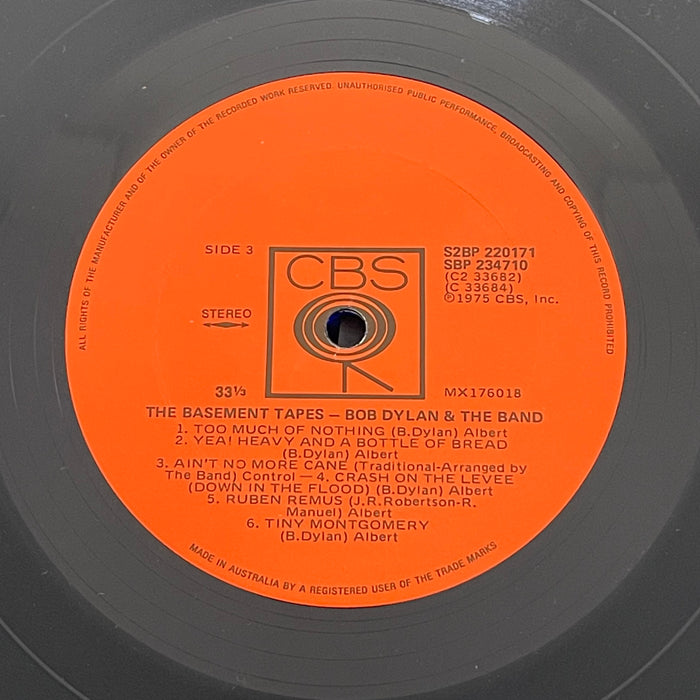 ALL RIGHTS OF THE MANUFACTURER AND OF THE OWNER OF THE RECORDED WORK RESERVED. UNAUTHORISED PUBLIC PERFORMANCE, BROADCASTING AND COPYING OF THIS RECORD PROHIBITED
SIDE 3
CBS
S2BP 220171
SBP 234710
(C2 33682)
(C 33684)
℗1975 CBS, Inc.
STEREO
33⅓
MX176018
THE BASEMENT TAPES — BOB DYLAN & THE BAND
1. TOO MUCH OF NOTHING (B.Dylan) Albert
2. YEA! HEAVY AND A BOTTLE OF BREAD
(B.Dylan) Albert
3. AIN'T NO MORE CANE (Traditional-Arranged by
The Band) Control — 4. CRASH ON THE LEVEE
(DOWN IN THE FLOOD) (B.Dylan) Albert
5. RUBEN REMUS (J.R.Robertson-R.
Manuel) Albert
6. TINY MONTGOMERY
(B.Dylan) Albert
MADE IN AUSTRALIA BY A REGISTERED USER OF THE TRADE MARKS